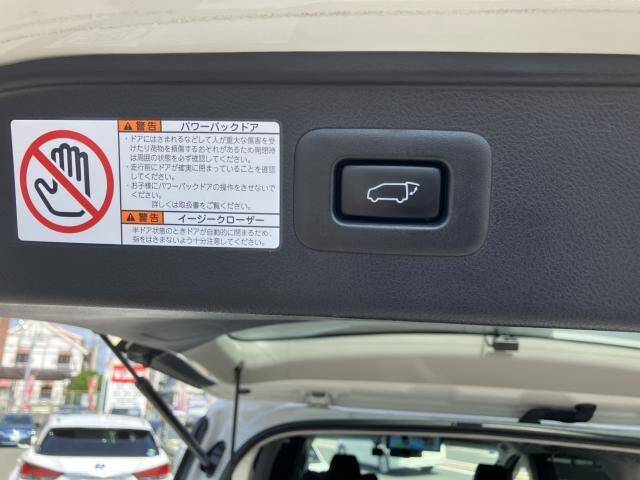 警告 パワーバックドア
・ドアにはさまれるなどして人が重大な傷害を受
けたり荷物を損傷するおそれがあるため開閉時
は周囲の状態を必ず確認してください。
・走行前にドアが確実に閉まっていることを確認
してください。
・お子様にパワーバックドアの操作をさせないで
ください。
詳しくは取扱書をご覧ください。
警告 イージークローザー
半ドア状態のときドアが自動的に閉まるため、
指をはさまないよう十分注意してください。